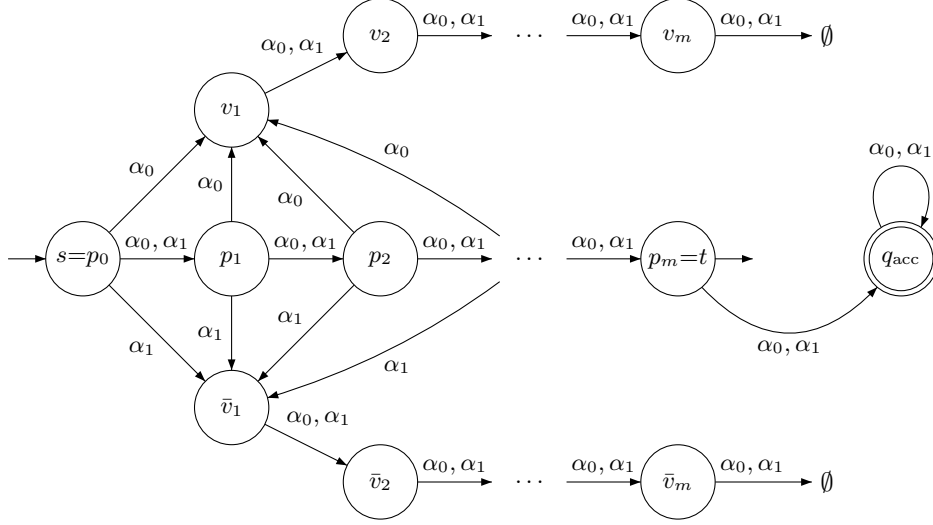 α₀, α₁ α₀, α₁ α₀, α₁
v₂ ··· vₘ ∅
α₀, α₁
v₁
α₀
α₀, α₁
α₀ α₀ α₀
α₀, α₁ α₀, α₁ α₀, α₁ α₀, α₁
s=p₀ p₁ p₂ ··· pₘ=t q_acc
α₁ α₁ α₁
α₀, α₁
α₁
v̄₁
α₀, α₁
α₀, α₁ α₀, α₁ α₀, α₁
v̄₂ ··· v̄ₘ ∅